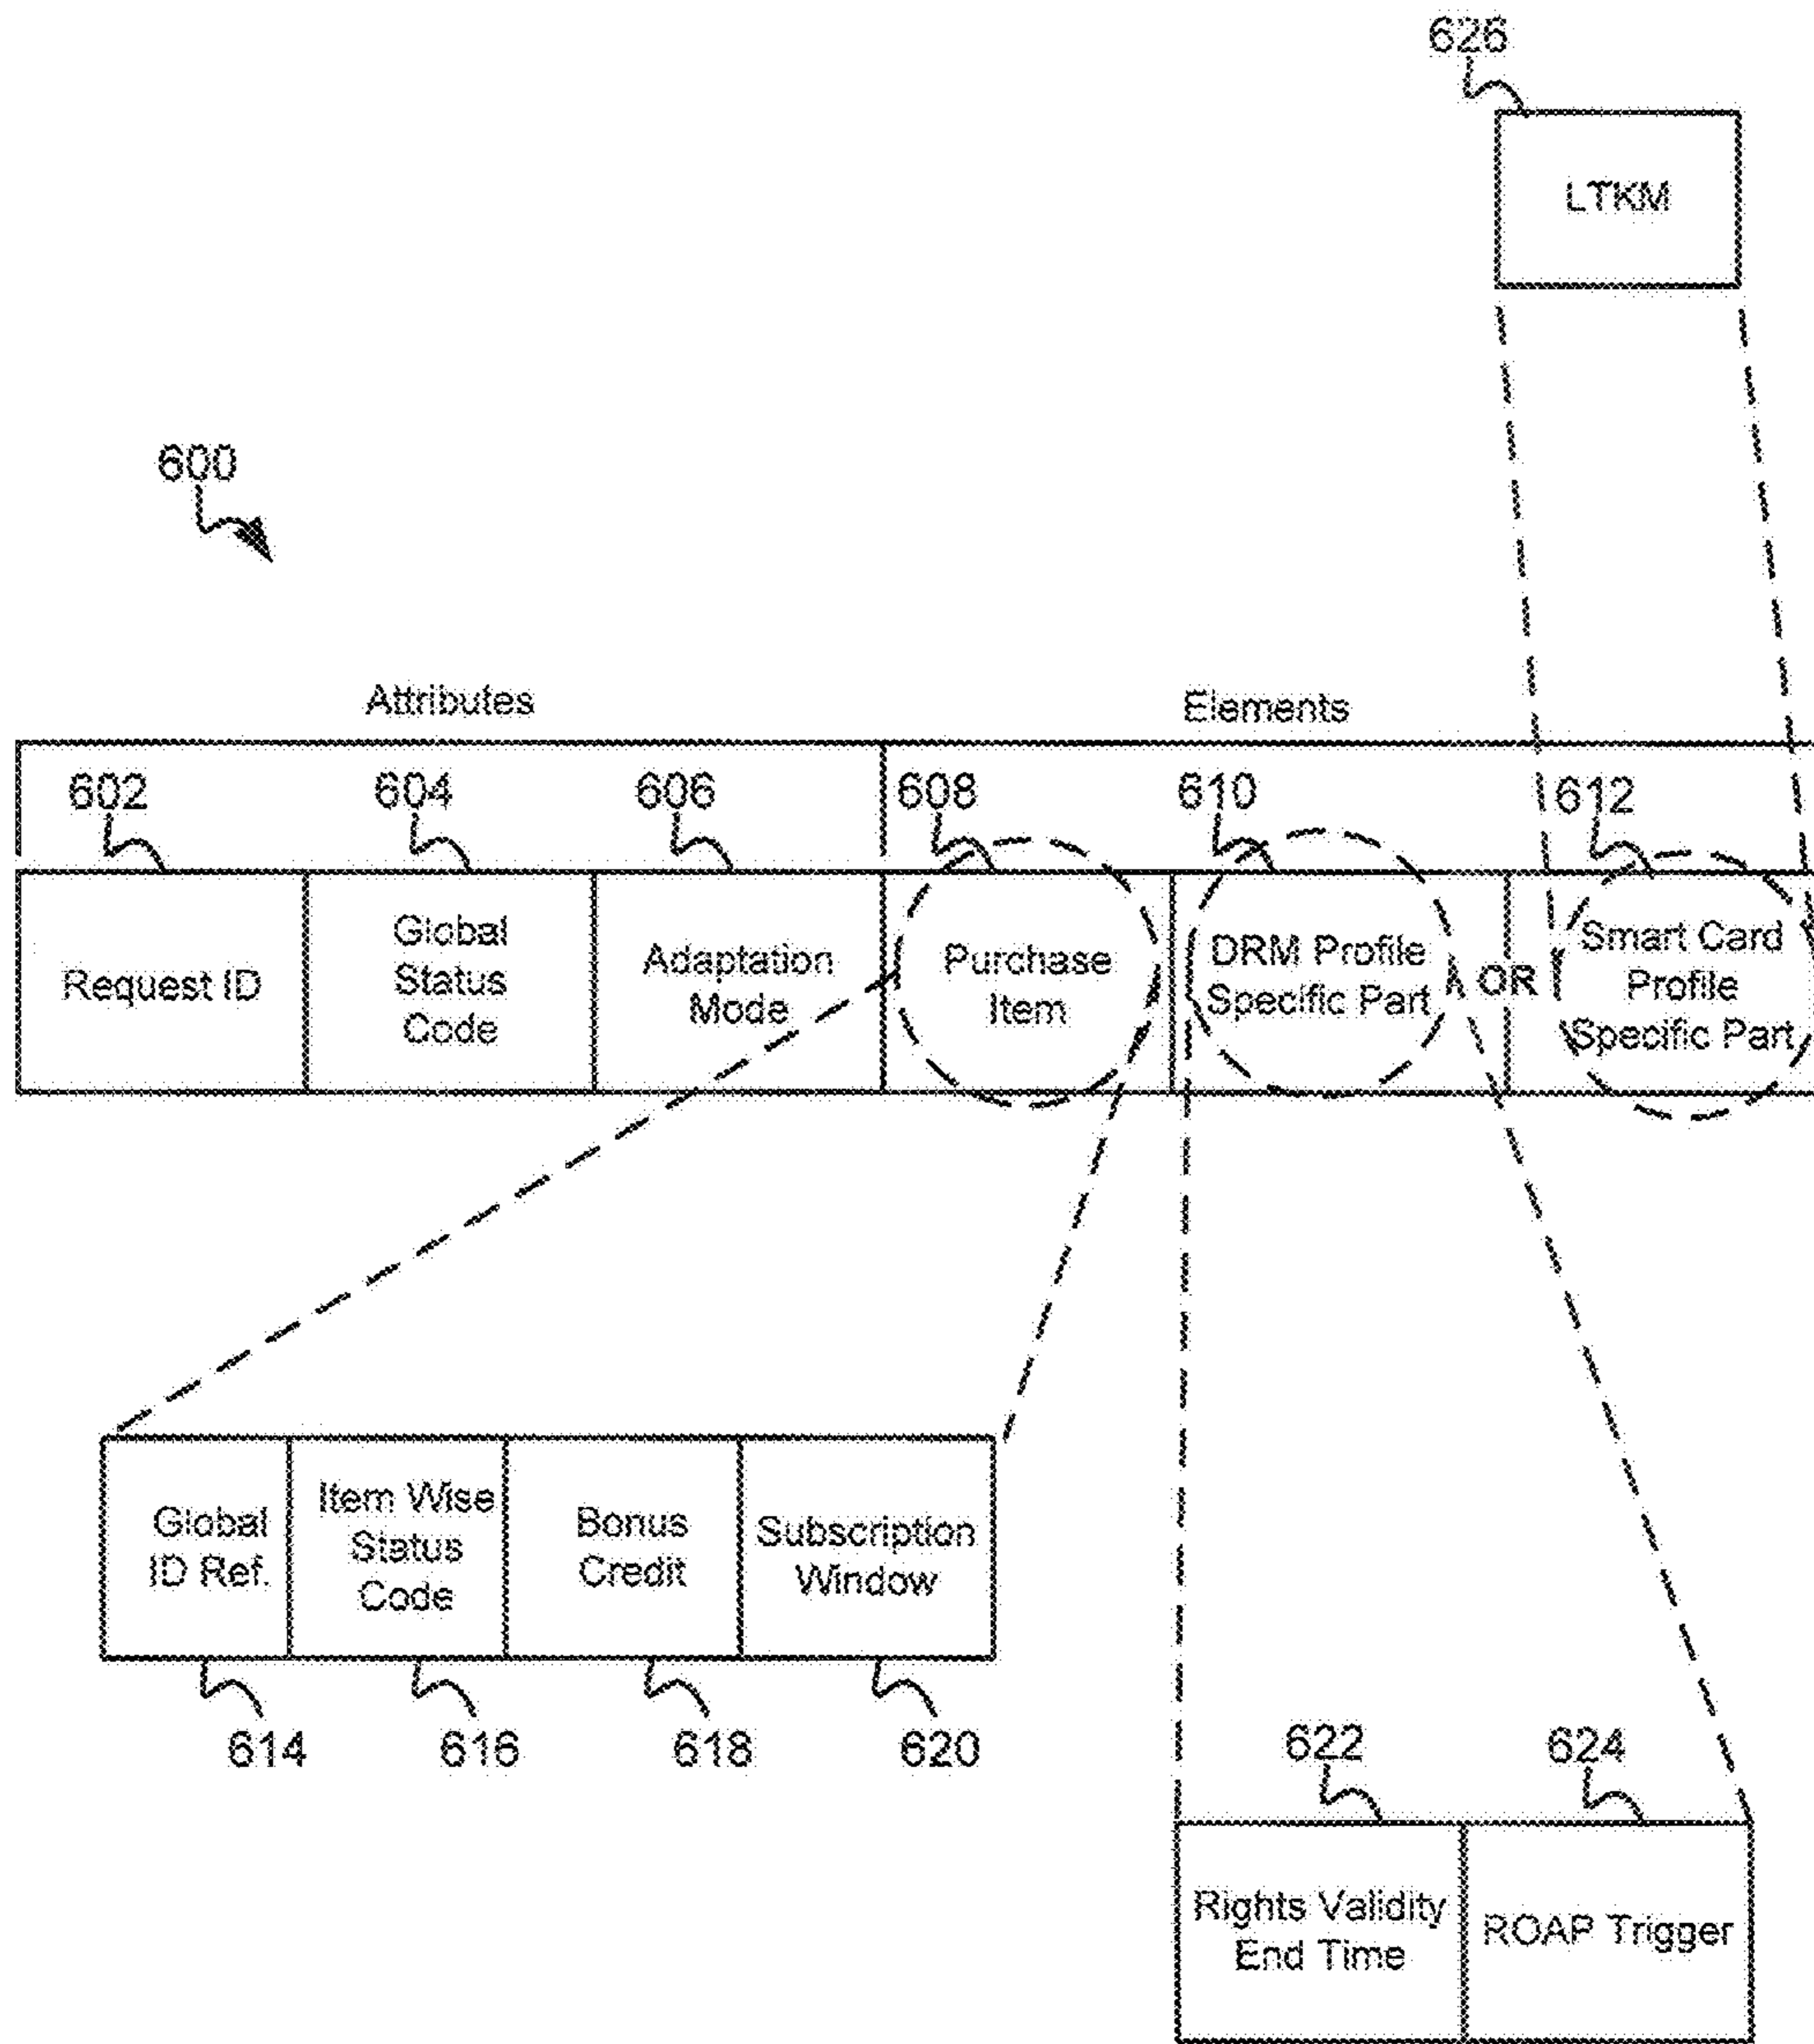 626
LTKM
600
Attributes
Elements
602
604
606
608
610
612
Request ID
Global
Status
Code
Adaptation
Mode
Purchase
Item
DRM Profile
Specific Part
OR
Smart Card
Profile
Specific Part
Global
ID Ref.
Item Wise
Status
Code
Bonus
Credit
Subscription
Window
614
616
618
620
622
624
Rights Validity
End Time
ROAP Trigger